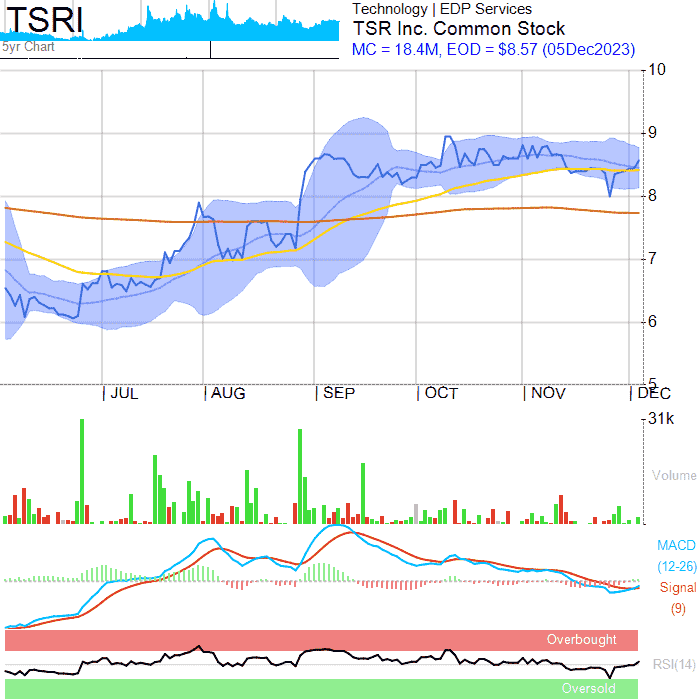 TSRI
5yr Chart
Technology | EDP Services
TSR Inc. Common Stock
MC = 18.4M, EOD = $8.57 (05Dec2023)
10
9
8
7
6
5
JUL AUG SEP OCT NOV DEC
31k
Volume
MACD
(12-26)
Signal
(9)
Overbought
RSI(14)
Oversold